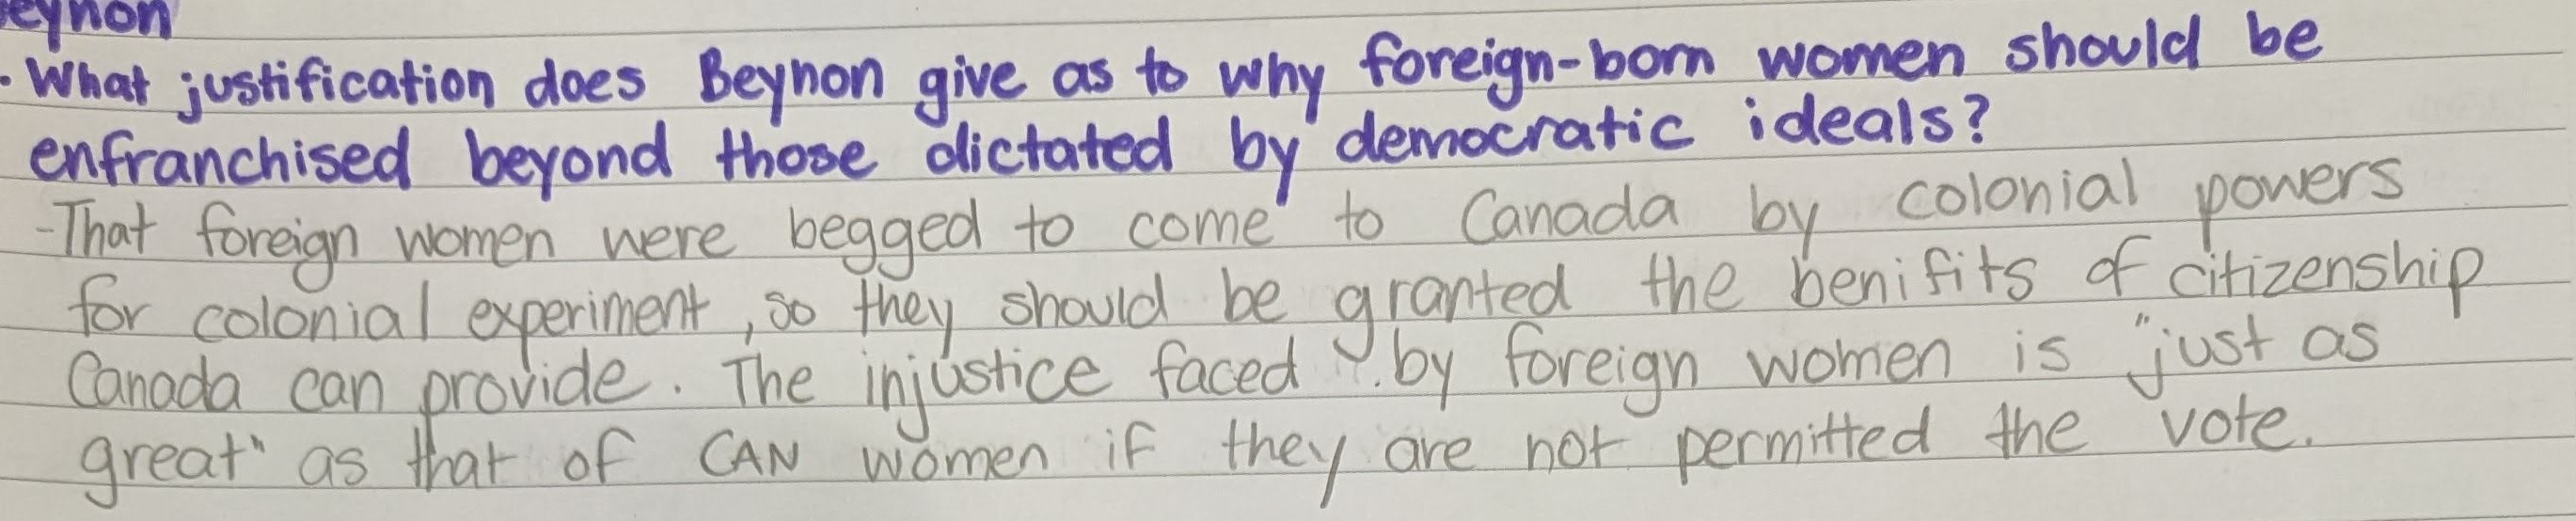 eynon
· What justification does Beynon give as to why foreign-born women should be
enfranchised beyond those dictated by democratic ideals?
-That foreign women were begged to come to Canada by colonial powers
for colonial experiment, so they should be granted the benifits of citizenship
Canada can provide. The injustice faced by foreign women is "just as
great" as that of CAN women if they are not permitted the vote.